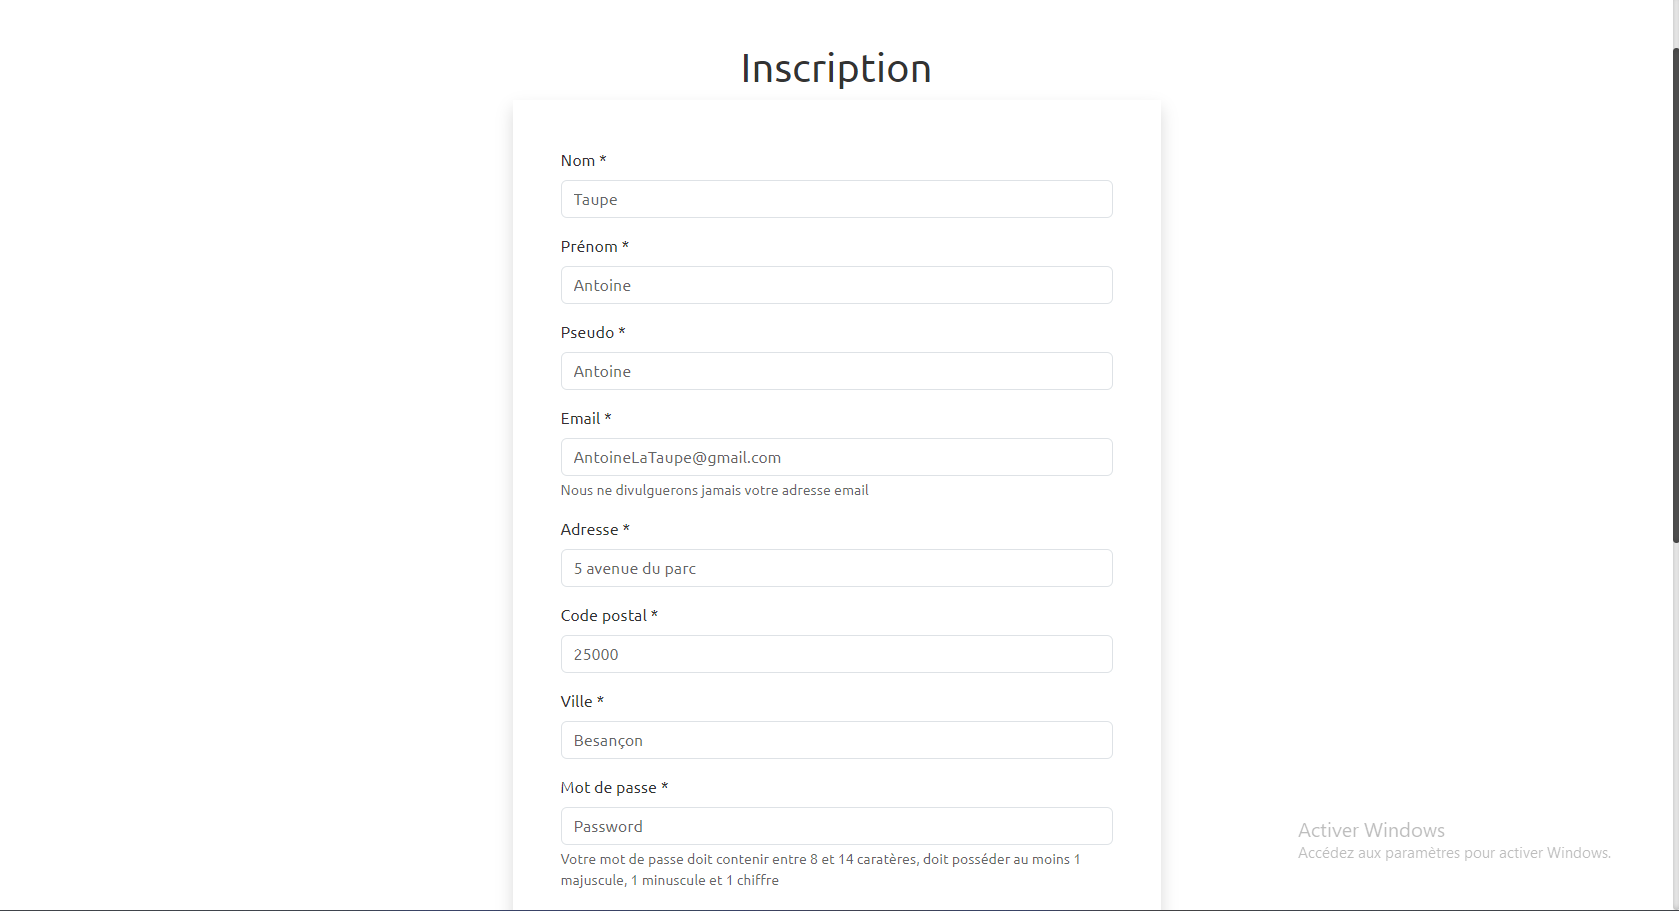 Inscription
Nom *
Taupe
Prénom *
Antoine
Pseudo *
Antoine
Email *
AntoineLaTaupe@gmail.com
Nous ne divulguerons jamais votre adresse email
Adresse *
5 avenue du parc
Code postal *
25000
Ville *
Besançon
Mot de passe *
Password
Votre mot de passe doit contenir entre 8 et 14 caratères, doit posséder au moins 1
majuscule, 1 minuscule et 1 chiffre
Activer Windows
Accédez aux paramètres pour activer Windows.